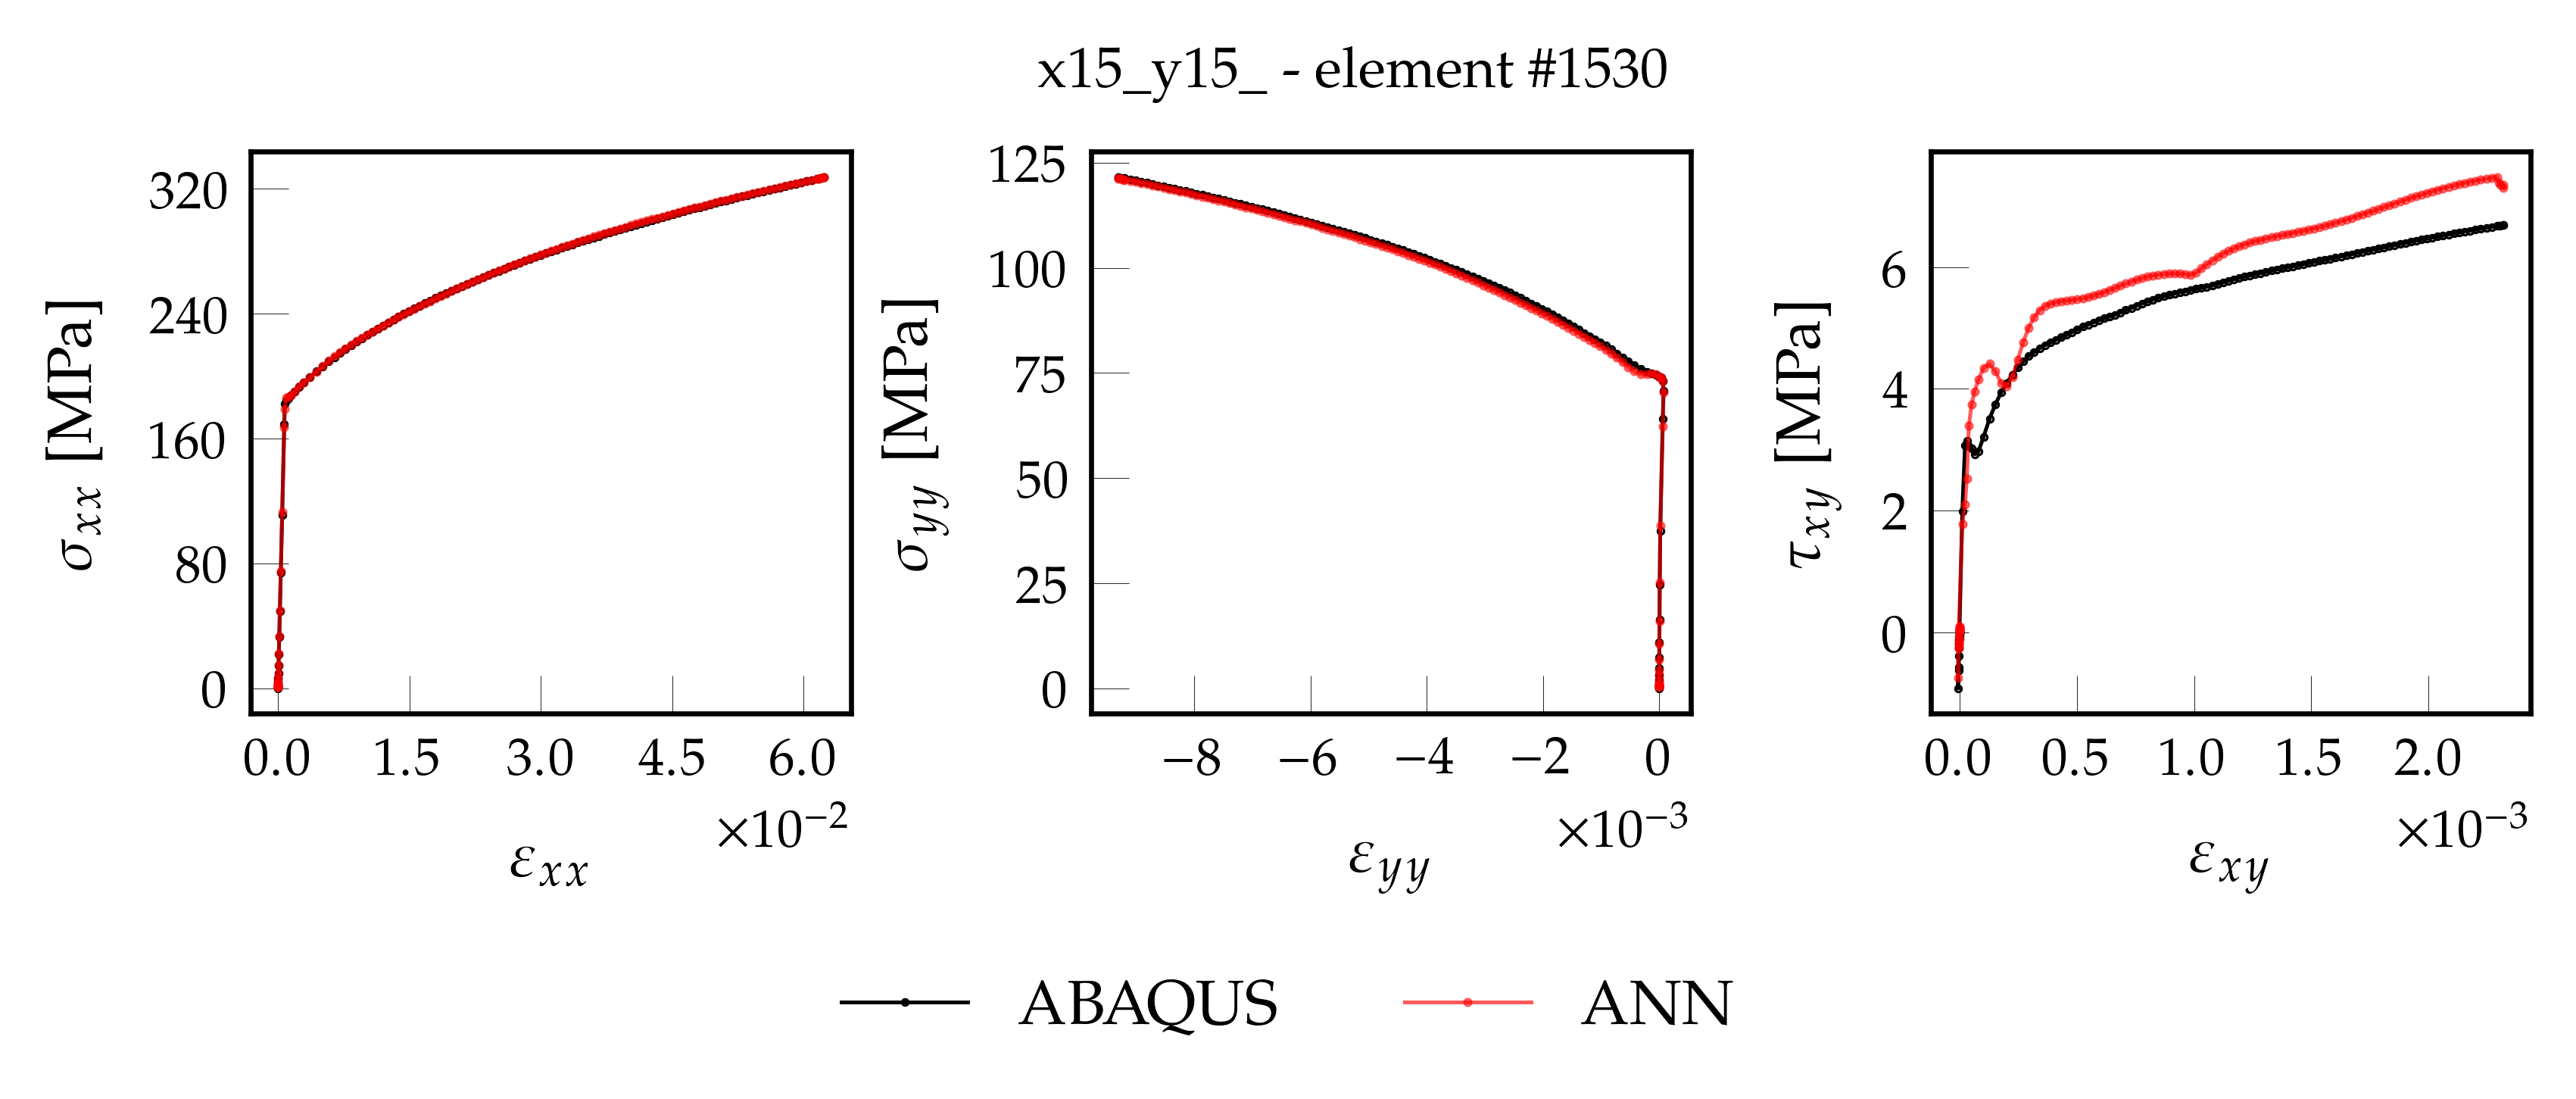 x15_y15_ - element #1530
σxx [MPa]
320
240
160
80
0
0.0 1.5 3.0 4.5 6.0
×10−2
εxx
σyy [MPa]
125
100
75
50
25
0
−8 −6 −4 −2 0
×10−3
εyy
τxy [MPa]
6
4
2
0
0.0 0.5 1.0 1.5 2.0
×10−3
εxy
ABAQUS ANN